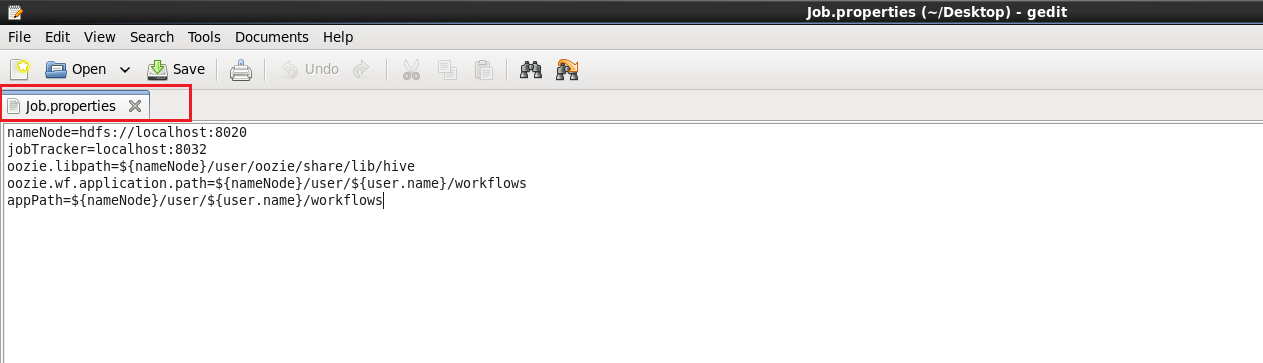 Job.properties (~/Desktop) - gedit
File Edit View Search Tools Documents Help
Open Save Undo
Job.properties
nameNode=hdfs://localhost:8020
jobTracker=localhost:8032
oozie.libpath=${nameNode}/user/oozie/share/lib/hive
oozie.wf.application.path=${nameNode}/user/${user.name}/workflows
appPath=${nameNode}/user/${user.name}/workflows